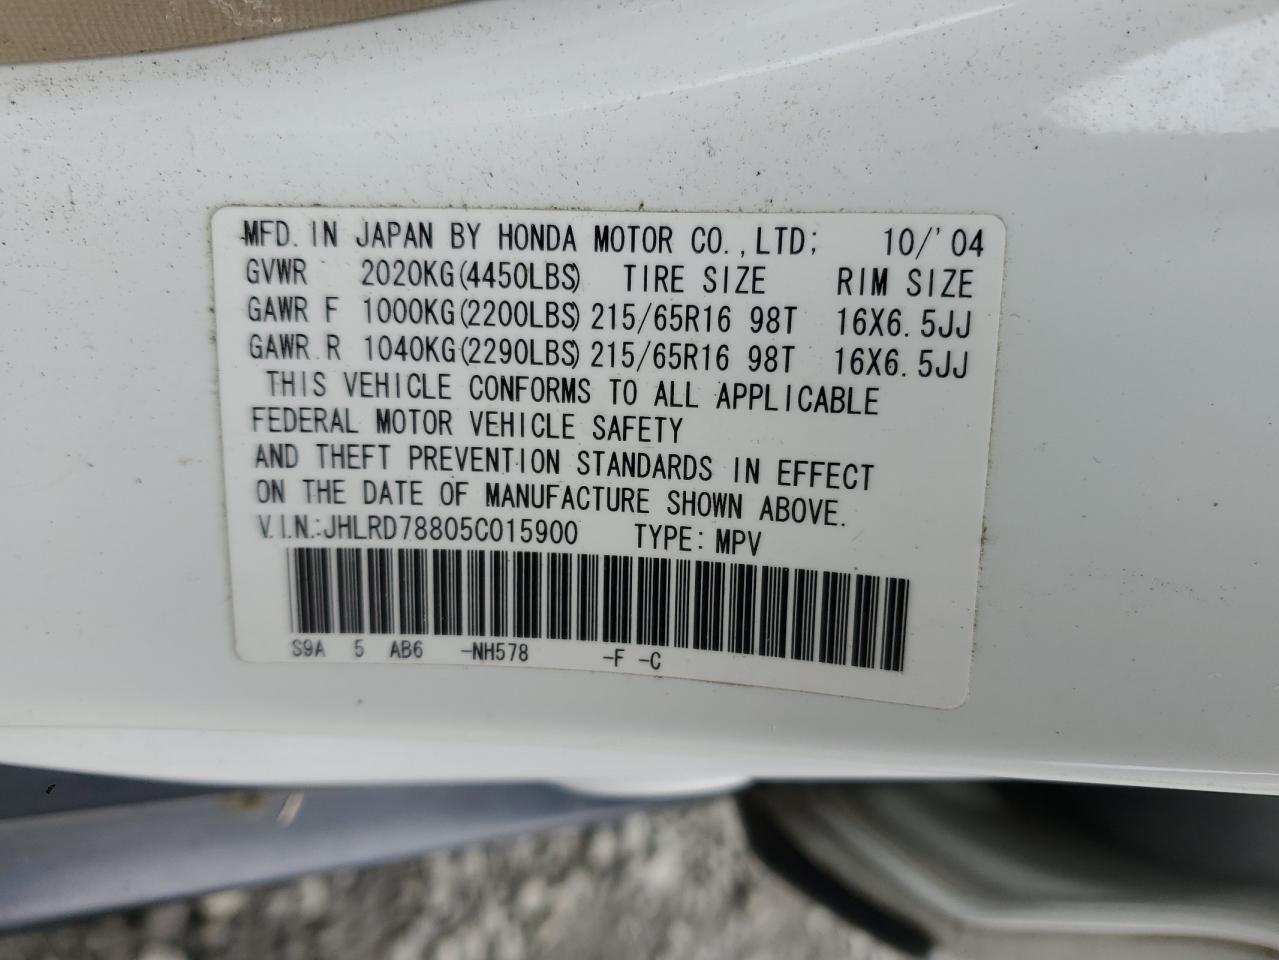 MFD. IN JAPAN BY HONDA MOTOR CO., LTD; 10/'04
GVWR 2020KG(4450LBS) TIRE SIZE RIM SIZE
GAWR F 1000KG(2200LBS) 215/65R16 98T 16X6.5JJ
GAWR R 1040KG(2290LBS) 215/65R16 98T 16X6.5JJ
THIS VEHICLE CONFORMS TO ALL APPLICABLE
FEDERAL MOTOR VEHICLE SAFETY
AND THEFT PREVENTION STANDARDS IN EFFECT
ON THE DATE OF MANUFACTURE SHOWN ABOVE.
V.I.N.:JHLRD78805C015900 TYPE: MPV
S9A 5 AB6 -NH578 -F -C